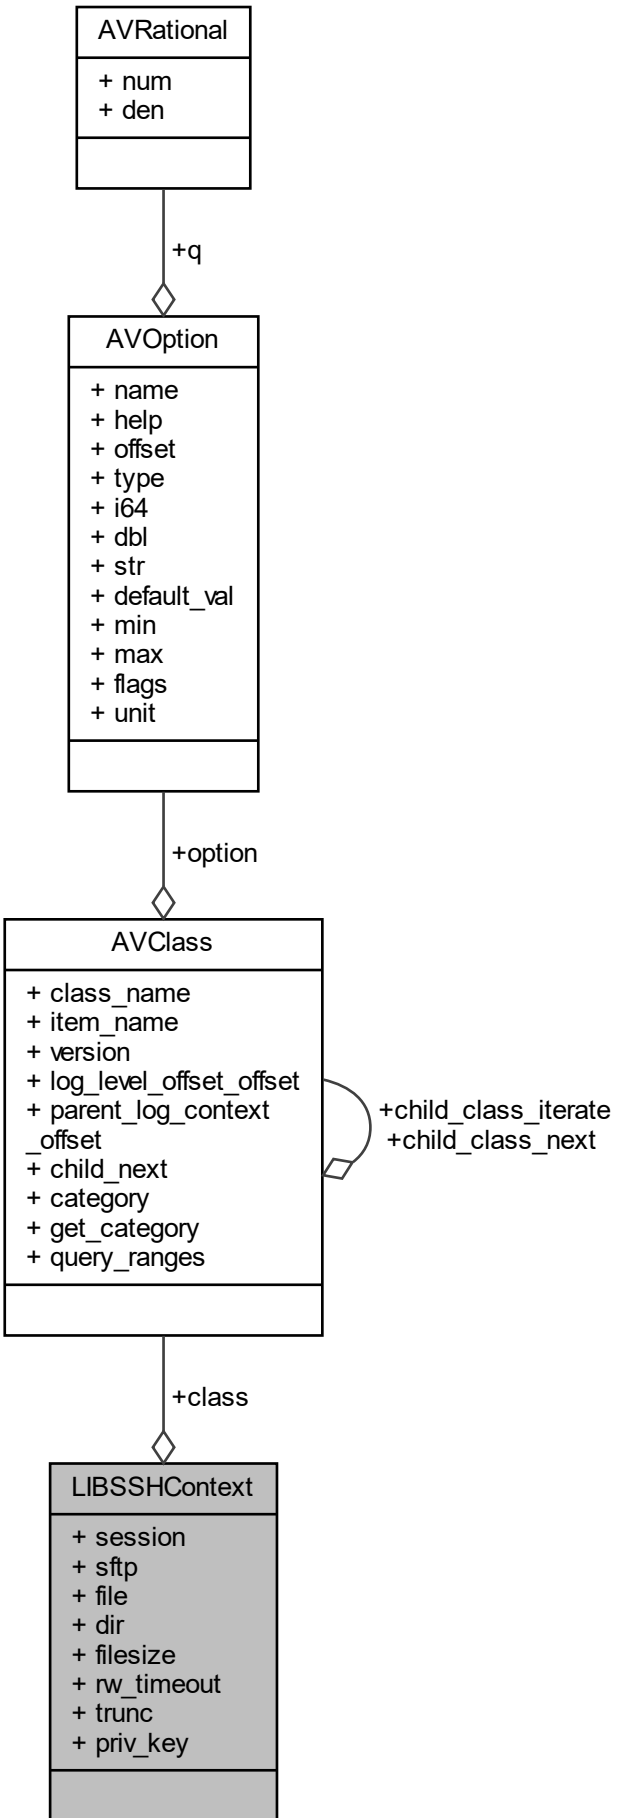 AVRational
+ num
+ den
+q
AVOption
+ name
+ help
+ offset
+ type
+ i64
+ dbl
+ str
+ default_val
+ min
+ max
+ flags
+ unit
+option
AVClass
+ class_name
+ item_name
+ version
+ log_level_offset_offset
+ parent_log_context
_offset
+ child_next
+ category
+ get_category
+ query_ranges
+child_class_iterate
+child_class_next
+class
LIBSSHContext
+ session
+ sftp
+ file
+ dir
+ filesize
+ rw_timeout
+ trunc
+ priv_key